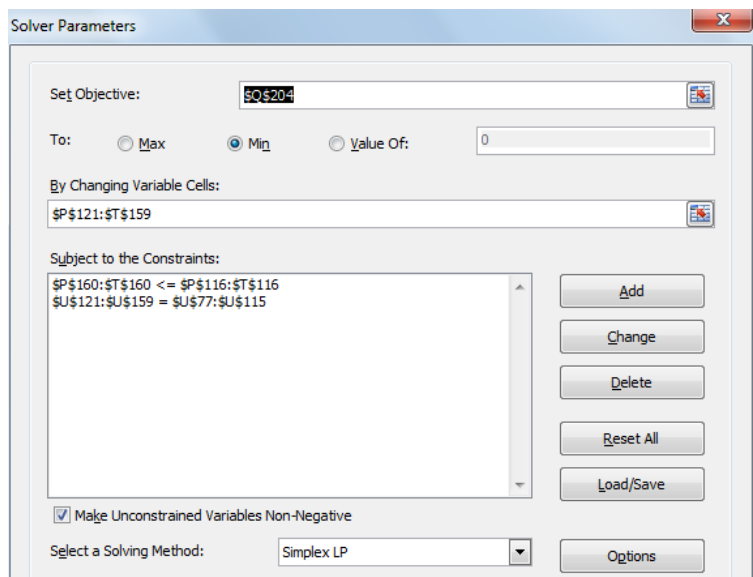 Solver Parameters
Set Objective:
$Q$204
To:
Max
Min
Value Of:
0
By Changing Variable Cells:
$P$121:$T$159
Subject to the Constraints:
$P$160:$T$160 <= $P$116:$T$116
$U$121:$U$159 = $U$77:$U$115
Add
Change
Delete
Reset All
Load/Save
Make Unconstrained Variables Non-Negative
Select a Solving Method:
Simplex LP
Options